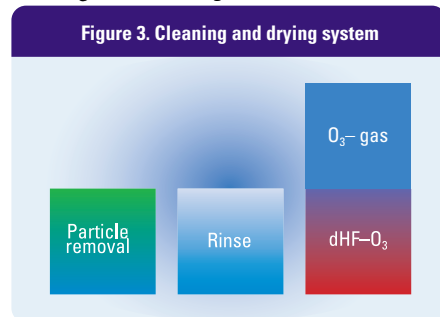 Figure 3. Cleaning and drying system
O₃– gas
Particle
removal
Rinse
dHF–O₃